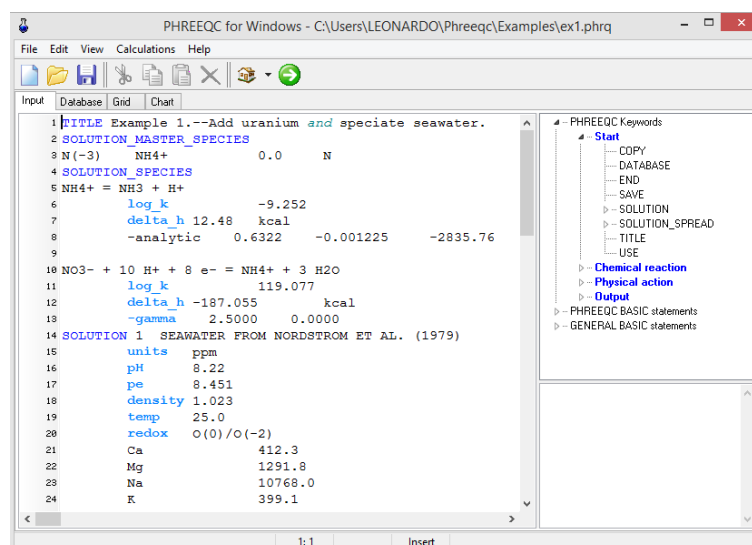 PHREEQC for Windows - C:\Users\LEONARDO\Phreeqc\Examples\ex1.phrq
File Edit View Calculations Help
Input Database Grid Chart
1 TITLE Example 1.--Add uranium and speciate seawater.
2 SOLUTION_MASTER_SPECIES
3 N(-3) NH4+ 0.0 N
4 SOLUTION_SPECIES
5 NH4+ = NH3 + H+
6 log_k -9.252
7 delta_h 12.48 kcal
8 -analytic 0.6322 -0.001225 -2835.76
9
10 NO3- + 10 H+ + 8 e- = NH4+ + 3 H2O
11 log_k 119.077
12 delta_h -187.055 kcal
13 -gamma 2.5000 0.0000
14 SOLUTION 1 SEAWATER FROM NORDSTROM ET AL. (1979)
15 units ppm
16 pH 8.22
17 pe 8.451
18 density 1.023
19 temp 25.0
20 redox O(0)/O(-2)
21 Ca 412.3
22 Mg 1291.8
23 Na 10768.0
24 K 399.1
PHREEQC Keywords
Start
COPY
DATABASE
END
SAVE
SOLUTION
SOLUTION_SPREAD
TITLE
USE
Chemical reaction
Physical action
Output
PHREEQC BASIC statements
GENERAL BASIC statements
1: 1 Insert